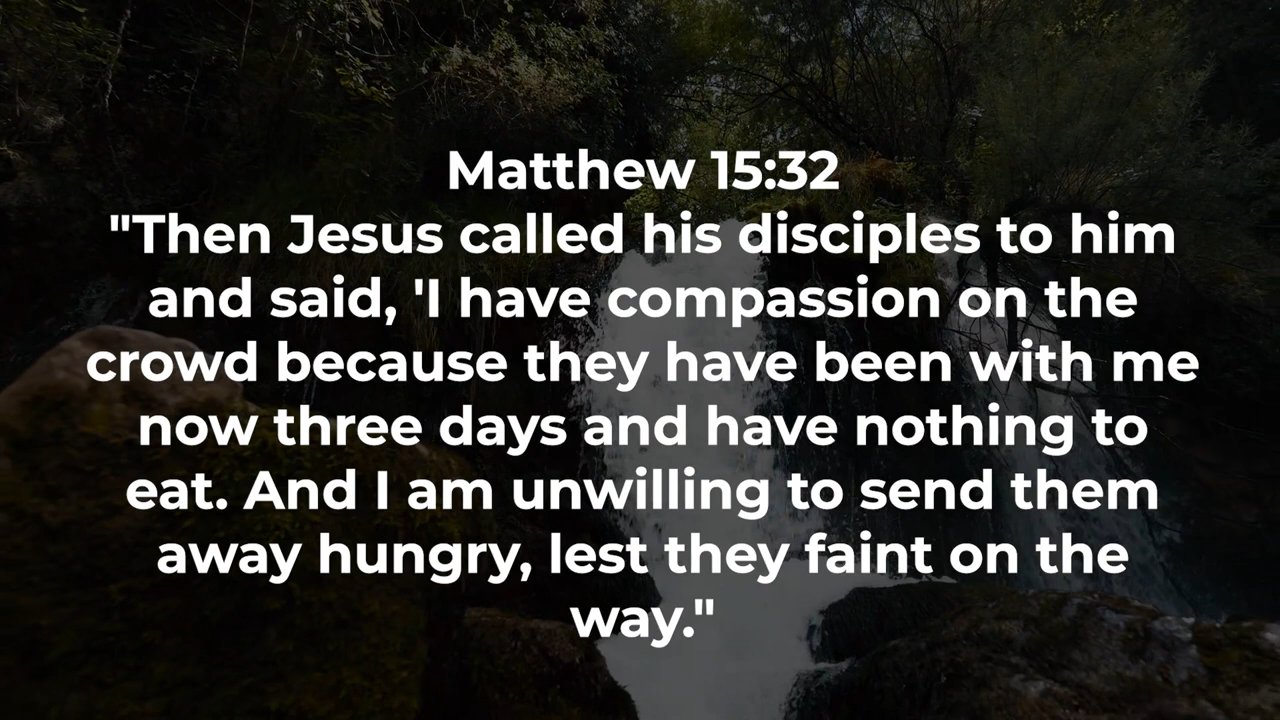 Matthew 15:32
"Then Jesus called his disciples to him
and said, 'I have compassion on the
crowd because they have been with me
now three days and have nothing to
eat. And I am unwilling to send them
away hungry, lest they faint on the
way."